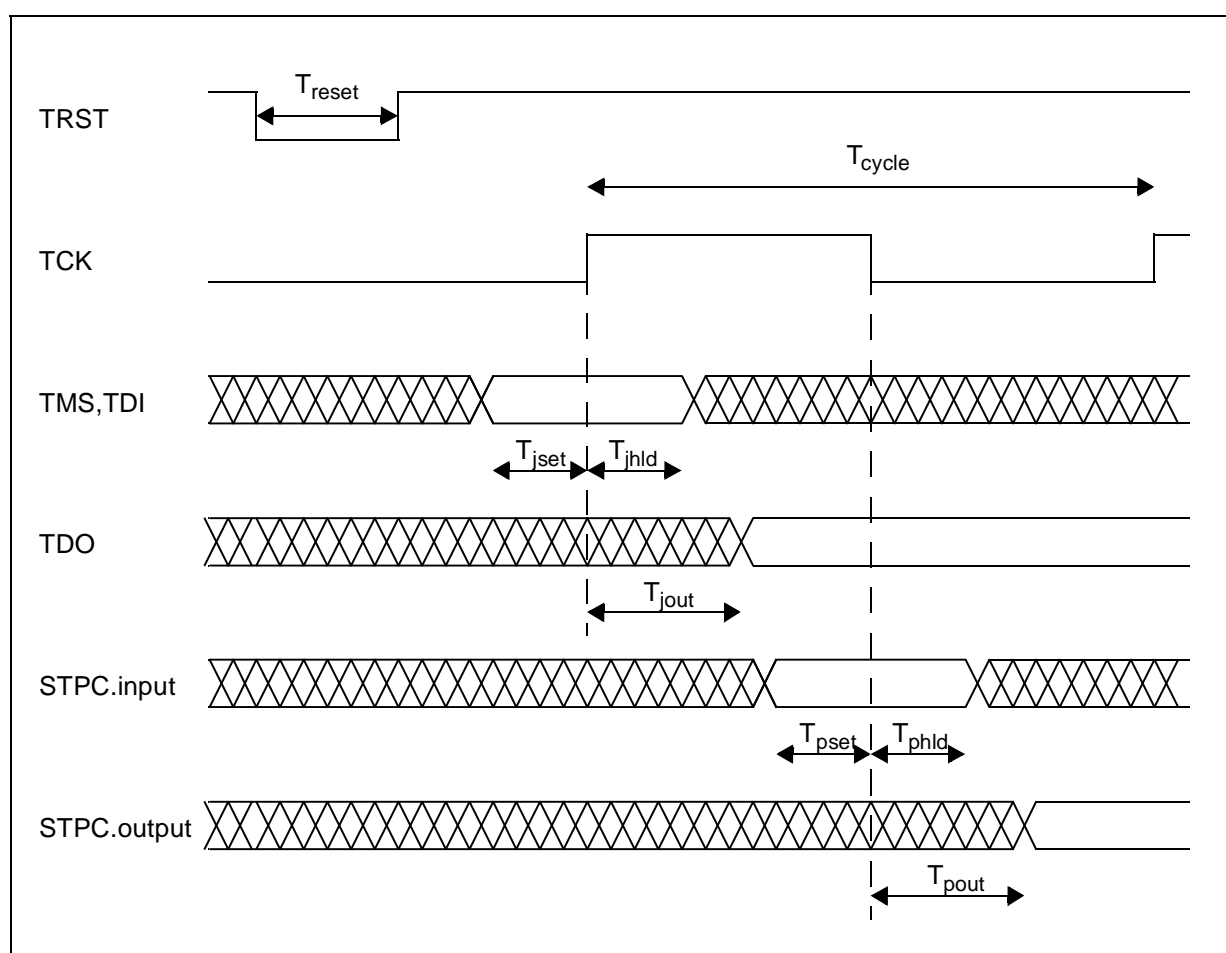 TRST
Treset
Tcycle
TCK
TMS,TDI
Tjset
Tjhld
TDO
Tjout
STPC.input
Tpset
Tphld
STPC.output
Tpout